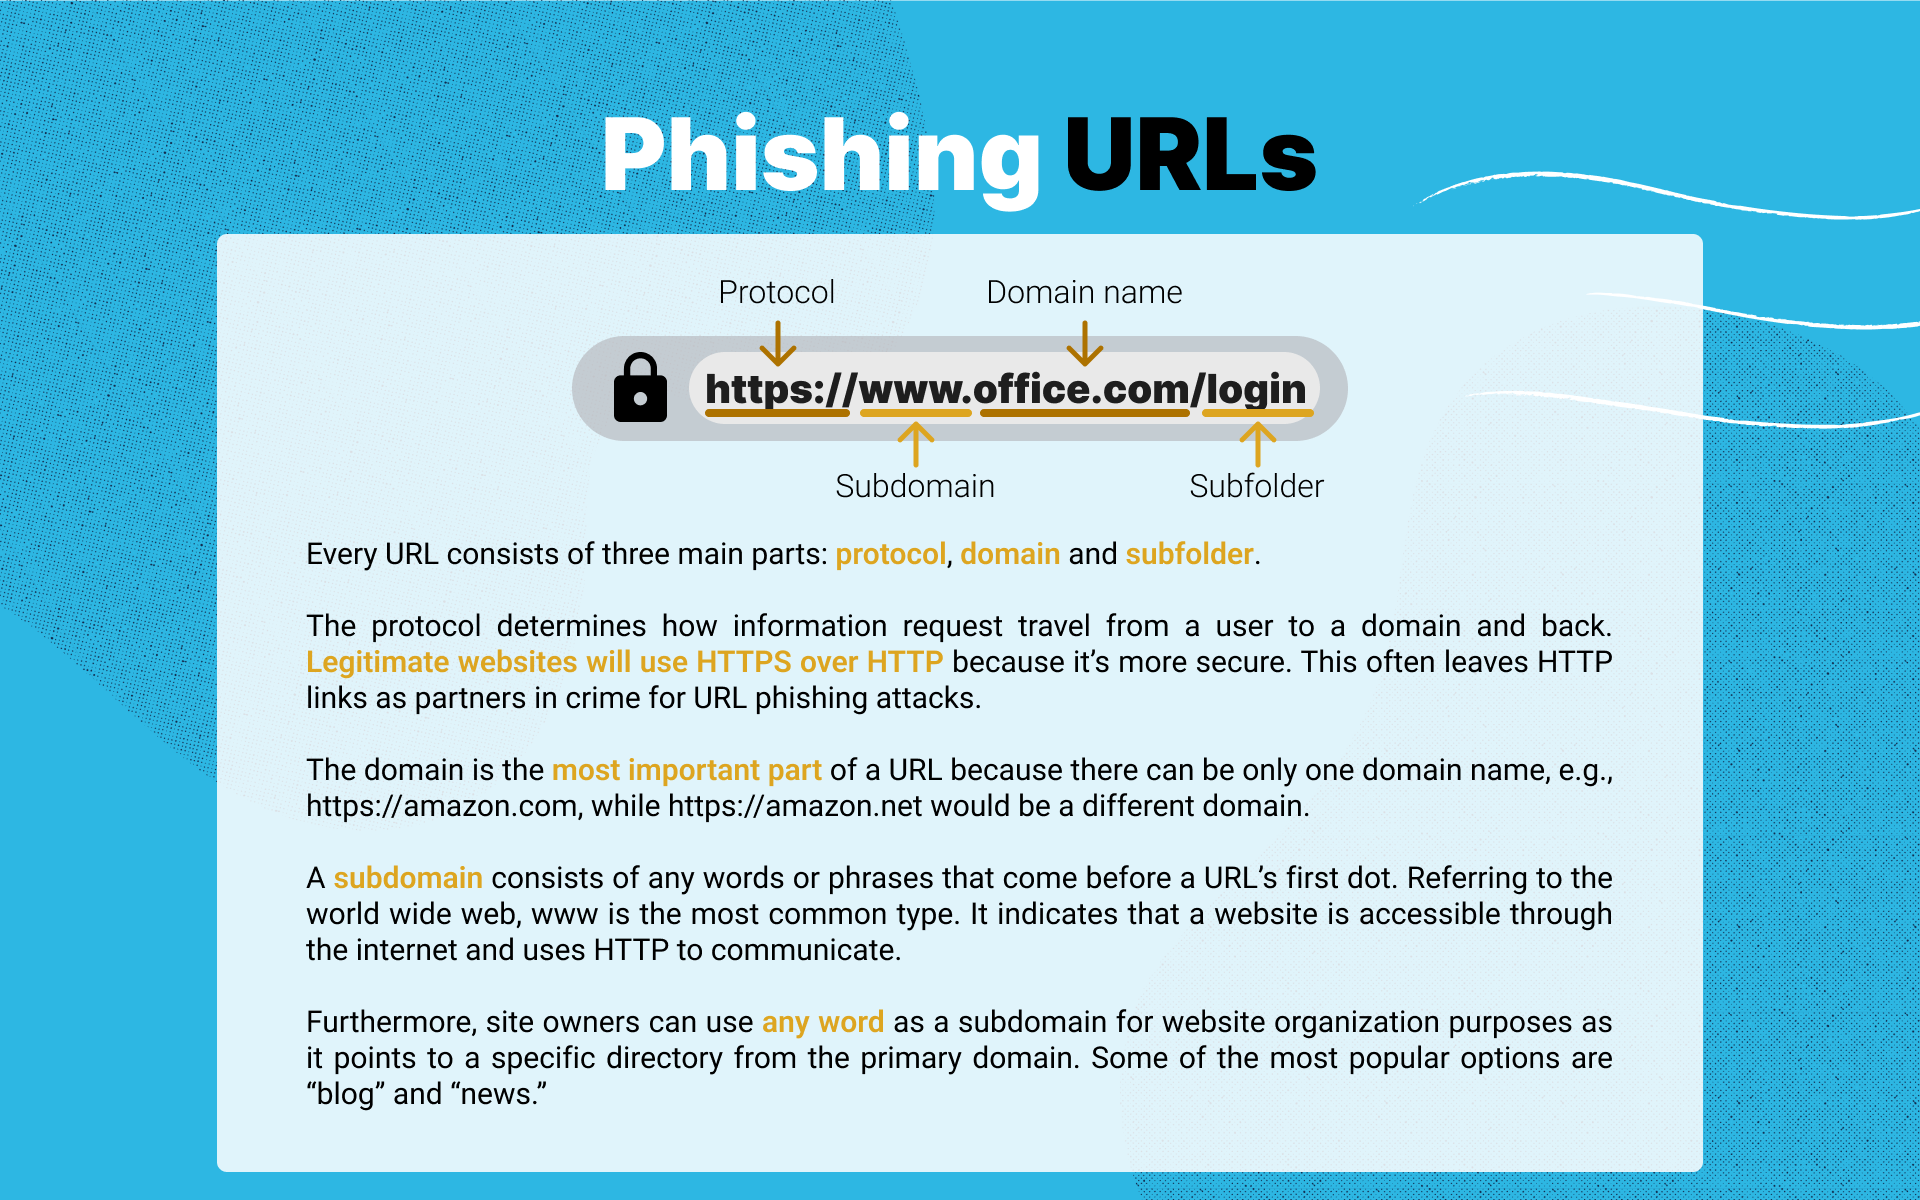 Phishing URLs
Protocol
Domain name
https://www.office.com/login
Subdomain
Subfolder
Every URL consists of three main parts: protocol, domain and subfolder.
The protocol determines how information request travel from a user to a domain and back.
Legitimate websites will use HTTPS over HTTP because it’s more secure. This often leaves HTTP
links as partners in crime for URL phishing attacks.
The domain is the most important part of a URL because there can be only one domain name, e.g.,
https://amazon.com, while https://amazon.net would be a different domain.
A subdomain consists of any words or phrases that come before a URL’s first dot. Referring to the
world wide web, www is the most common type. It indicates that a website is accessible through
the internet and uses HTTP to communicate.
Furthermore, site owners can use any word as a subdomain for website organization purposes as
it points to a specific directory from the primary domain. Some of the most popular options are
“blog” and “news.”